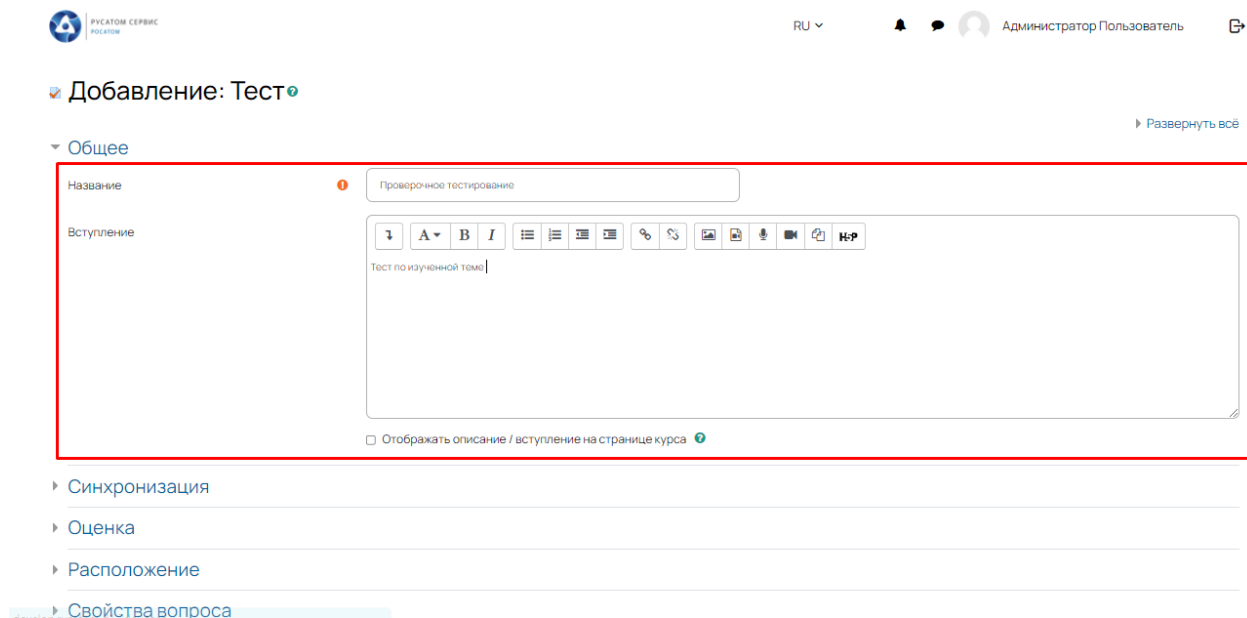 РУСАТОМ СЕРВИС
РОСАТОМ
RU
Администратор Пользователь
Добавление: Тест
Развернуть всё
Общее
Название
Проверочное тестирование
Вступление
A B I H5P
Тест по изученной теме
Отображать описание / вступление на странице курса
Синхронизация
Оценка
Расположение
Свойства вопроса